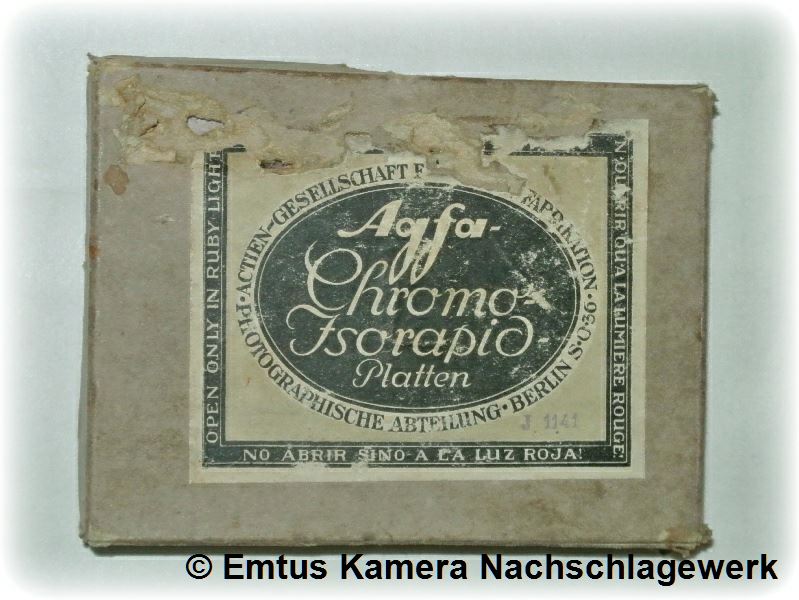 Agfa-
Chromo-
Isorapid-
Platten
ACTIEN-GESELLSCHAFT F
FABRIKATION · BERLIN S·O·36 ·
PHOTOGRAPHISCHE ABTEILUNG ·
J 1141
OPEN ONLY IN RUBY LIGHT
N'OUVRIR QU'A LA LUMIERE ROUGE·
NO ABRIR SINO A LA LUZ ROJA!
© Emtus Kamera Nachschlagewerk